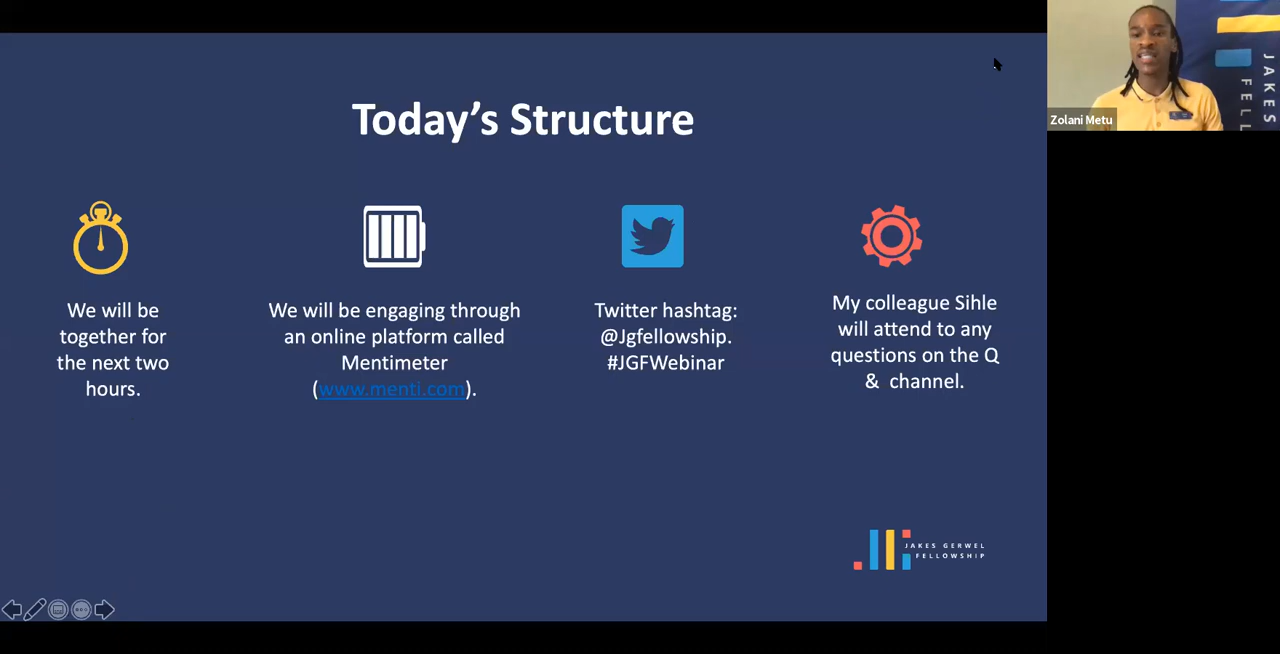 Today's Structure
We will be
together for
the next two
hours.
We will be engaging through
an online platform called
Mentimeter
(www.menti.com).
Twitter hashtag:
@Jgfellowship.
#JGFWebinar
My colleague Sihle
will attend to any
questions on the Q
&  channel.
JAKES GERWEL
FELLOWSHIP
Zolani Metu
JAKES
FELL